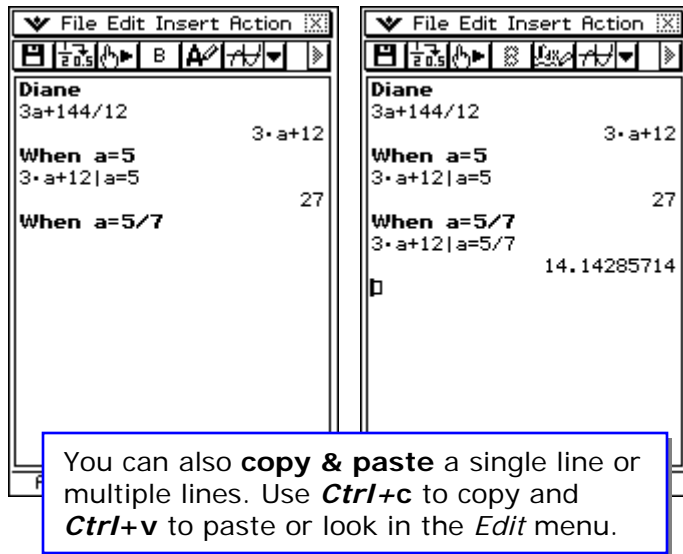 File Edit Insert Action
B
Diane
3a+144/12
3·a+12
When a=5
3·a+12|a=5
27
When a=5/7
File Edit Insert Action
B
Diane
3a+144/12
3·a+12
When a=5
3·a+12|a=5
27
When a=5/7
3·a+12|a=5/7
14.14285714
You can also copy & paste a single line or
multiple lines. Use Ctrl+c to copy and
Ctrl+v to paste or look in the Edit menu.